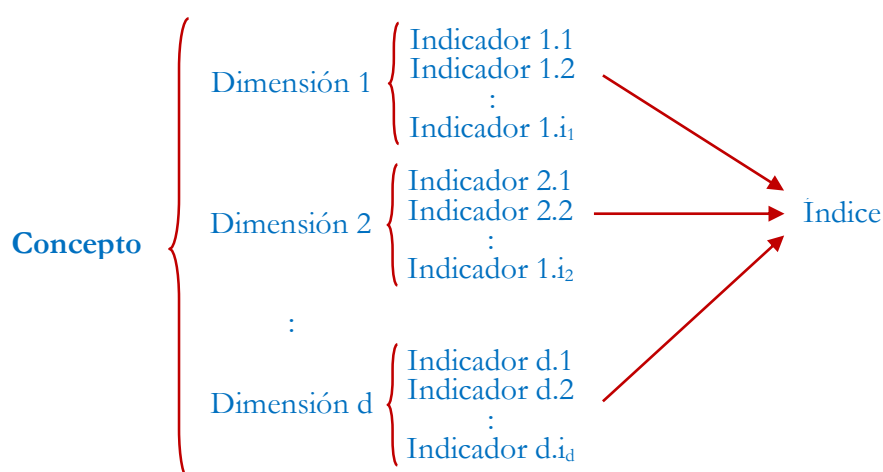 Indicador 1.1
Indicador 1.2
:
Indicador 1.i₁
Dimensión 1
Indicador 2.1
Indicador 2.2
:
Indicador 1.i₂
Dimensión 2
Índice
Concepto
:
Indicador d.1
Indicador d.2
:
Indicador d.i_d
Dimensión d